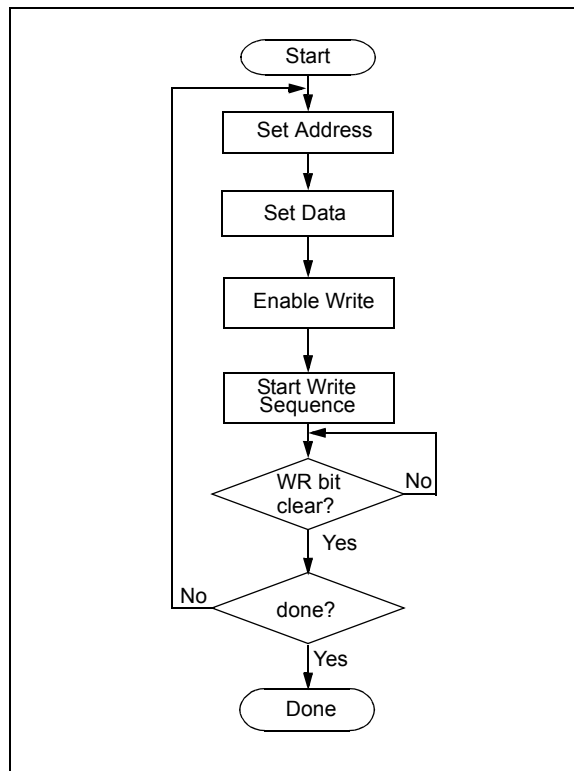 Start
Set Address
Set Data
Enable Write
Start Write
Sequence
WR bit
clear?
No
Yes
No
done?
Yes
Done